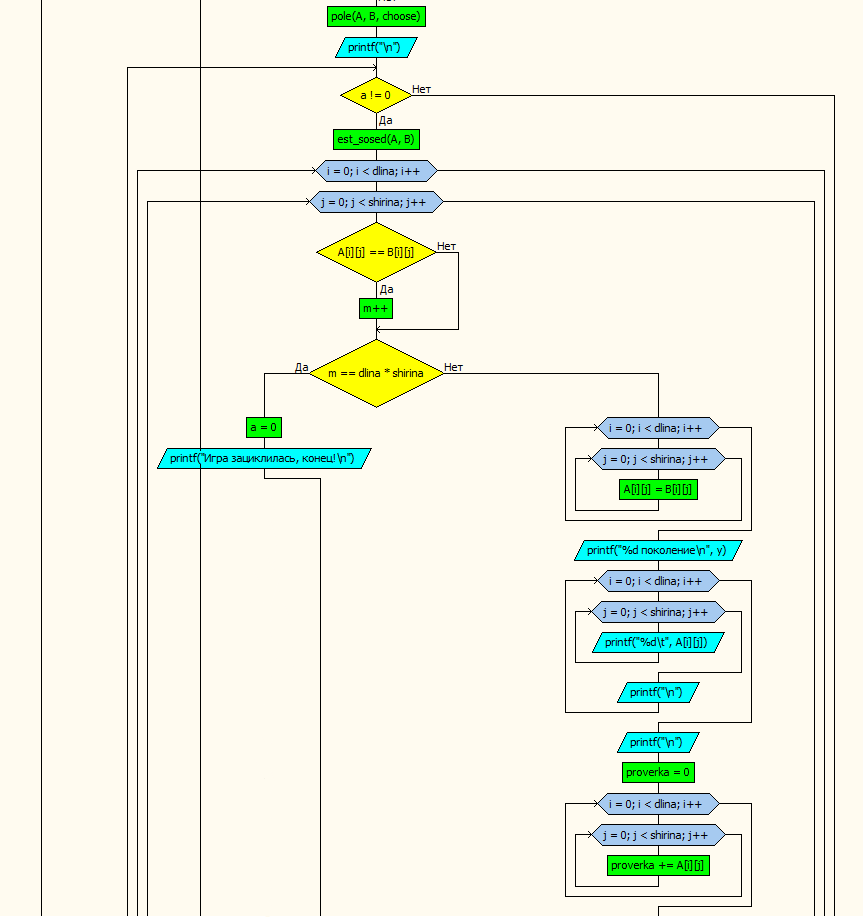 pole(A, B, choose)
printf("\n")
a != 0
Нет
Да
est_sosed(A, B)
i = 0; i < dlina; i++
j = 0; j < shirina; j++
A[i][j] == B[i][j]
Нет
Да
m++
m == dlina * shirina
Да
Нет
a = 0
printf("Игра зациклилась, конец!\n")
i = 0; i < dlina; i++
j = 0; j < shirina; j++
A[i][j] = B[i][j]
printf("%d поколение\n", y)
i = 0; i < dlina; i++
j = 0; j < shirina; j++
printf("%d\t", A[i][j])
printf("\n")
printf("\n")
proverka = 0
i = 0; i < dlina; i++
j = 0; j < shirina; j++
proverka += A[i][j]